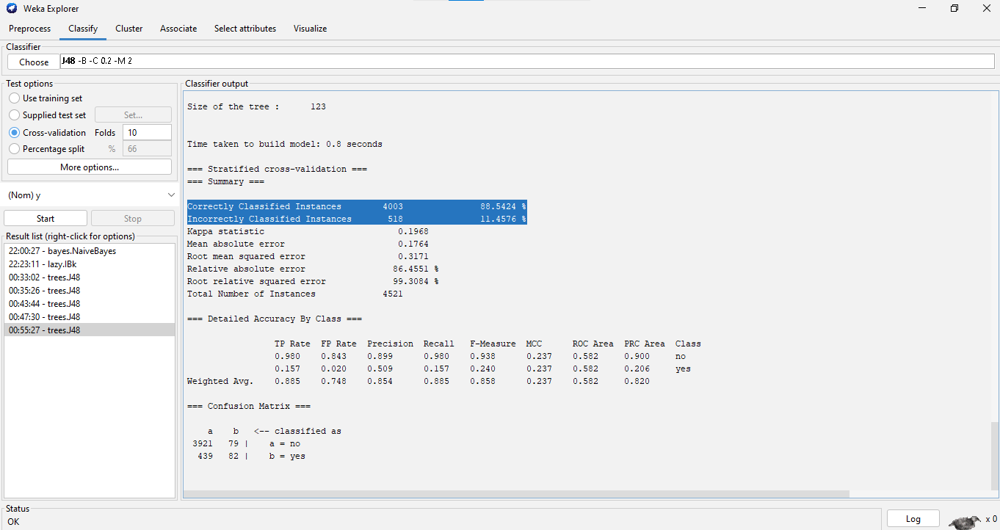 Weka Explorer
Preprocess Classify Cluster Associate Select attributes Visualize
Classifier
Choose J48 -B -C 0.2 -M 2
Test options
Use training set
Supplied test set Set...
Cross-validation Folds 10
Percentage split % 66
More options...
(Nom) y
Start Stop
Result list (right-click for options)
22:00:27 - bayes.NaiveBayes
22:23:11 - lazy.IBk
00:33:02 - trees.J48
00:35:26 - trees.J48
00:43:44 - trees.J48
00:47:30 - trees.J48
00:55:27 - trees.J48
Classifier output
Size of the tree : 123
Time taken to build model: 0.8 seconds
=== Stratified cross-validation ===
=== Summary ===
Correctly Classified Instances 4003 88.5424 %
Incorrectly Classified Instances 518 11.4576 %
Kappa statistic 0.1968
Mean absolute error 0.1764
Root mean squared error 0.3171
Relative absolute error 86.4551 %
Root relative squared error 99.3084 %
Total Number of Instances 4521
=== Detailed Accuracy By Class ===
TP Rate FP Rate Precision Recall F-Measure MCC ROC Area PRC Area Class
0.980 0.843 0.899 0.980 0.938 0.237 0.582 0.900 no
0.157 0.020 0.509 0.157 0.240 0.237 0.582 0.206 yes
Weighted Avg. 0.885 0.748 0.854 0.885 0.858 0.237 0.582 0.820
=== Confusion Matrix ===
a b <-- classified as
3921 79 | a = no
439 82 | b = yes
Status
OK
Log
x 0